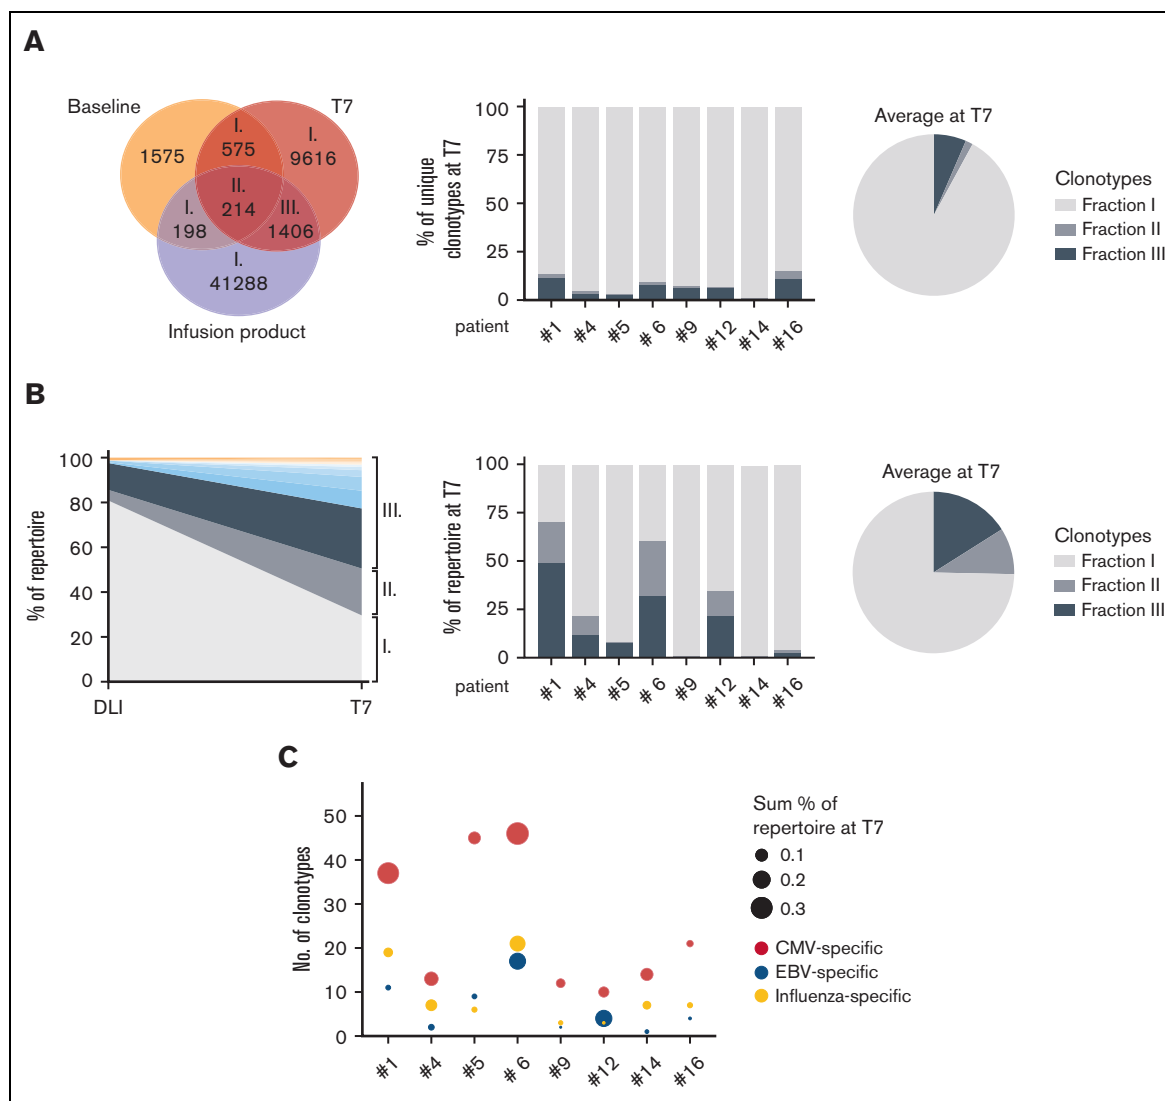 A
Baseline
T7
I.
575
1575
I.
9616
II.
214
I.
198
III.
1406
I.
41288
Infusion product
% of unique
clonotypes at T7
100
75
50
25
0
patient
#1
#4
#5
# 6
#9
#12
#14
#16
Average at T7
Clonotypes
Fraction I
Fraction II
Fraction III
B
% of repertoire
100
80
60
40
20
0
DLI
T7
III.
II.
I.
% of repertoire at T7
100
75
50
25
0
patient
#1
#4
#5
# 6
#9
#12
#14
#16
Average at T7
Clonotypes
Fraction I
Fraction II
Fraction III
C
No. of clonotypes
50
40
30
20
10
0
#1
#4
#5
# 6
#9
#12
#14
#16
Sum % of
repertoire at T7
0.1
0.2
0.3
CMV-specific
EBV-specific
Influenza-specific